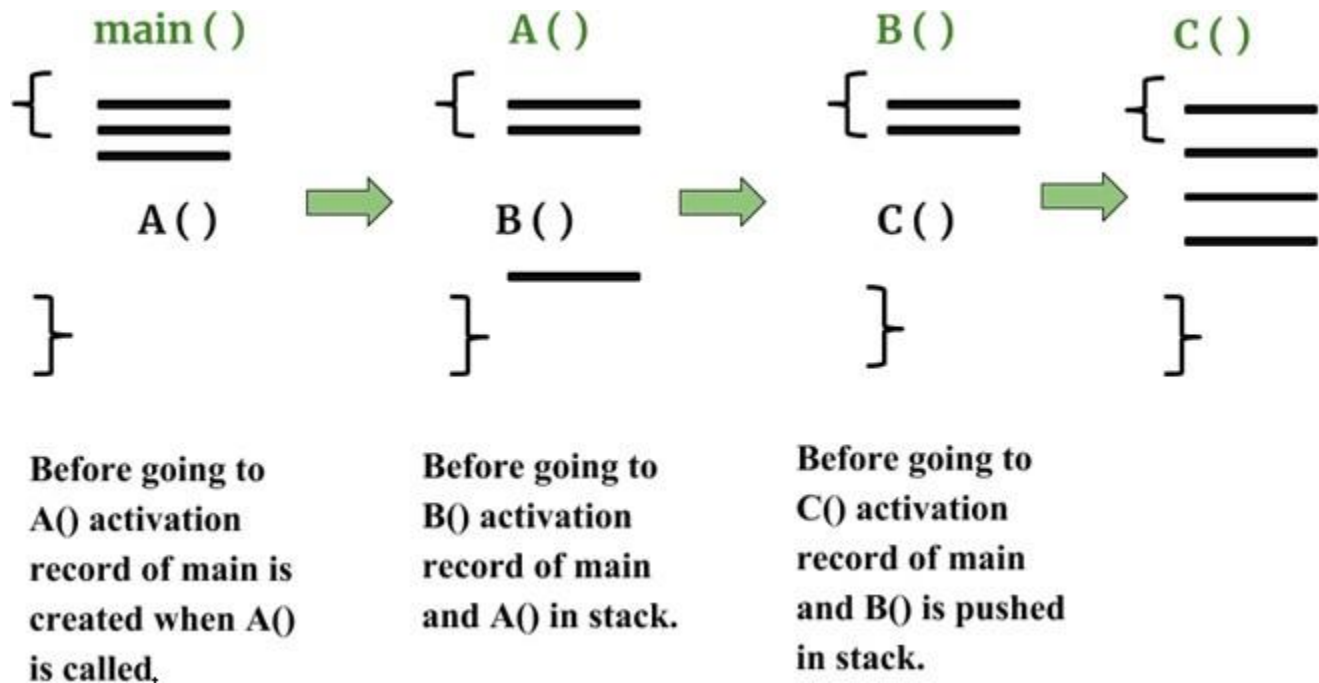 main ( )
{
A ( )
}
A ( )
{
B ( )
}
B ( )
{
C ( )
}
C ( )
{
}
Before going to
A() activation
record of main is
created when A()
is called.
Before going to
B() activation
record of main
and A() in stack.
Before going to
C() activation
record of main
and B() is pushed
in stack.